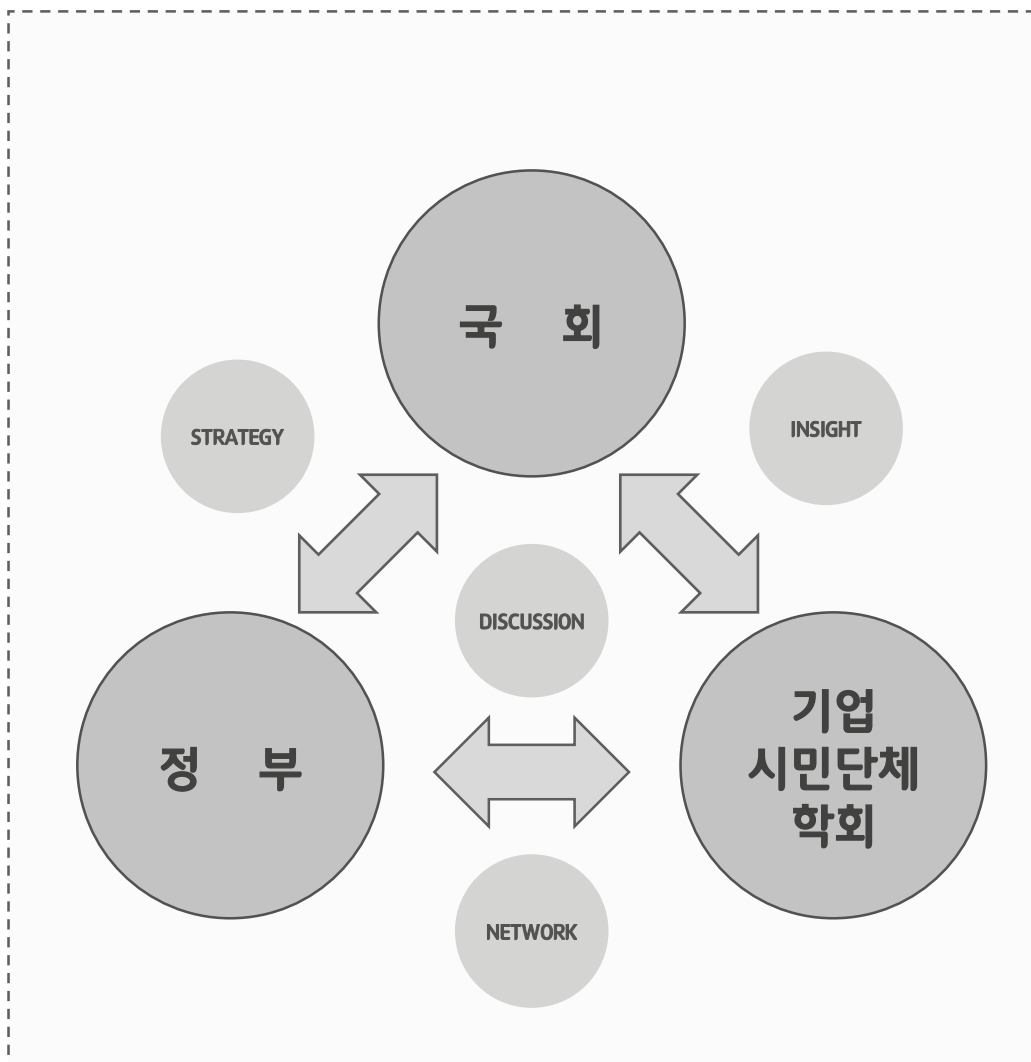 국 회
STRATEGY
INSIGHT
DISCUSSION
정 부
기업
시민단체
학회
NETWORK